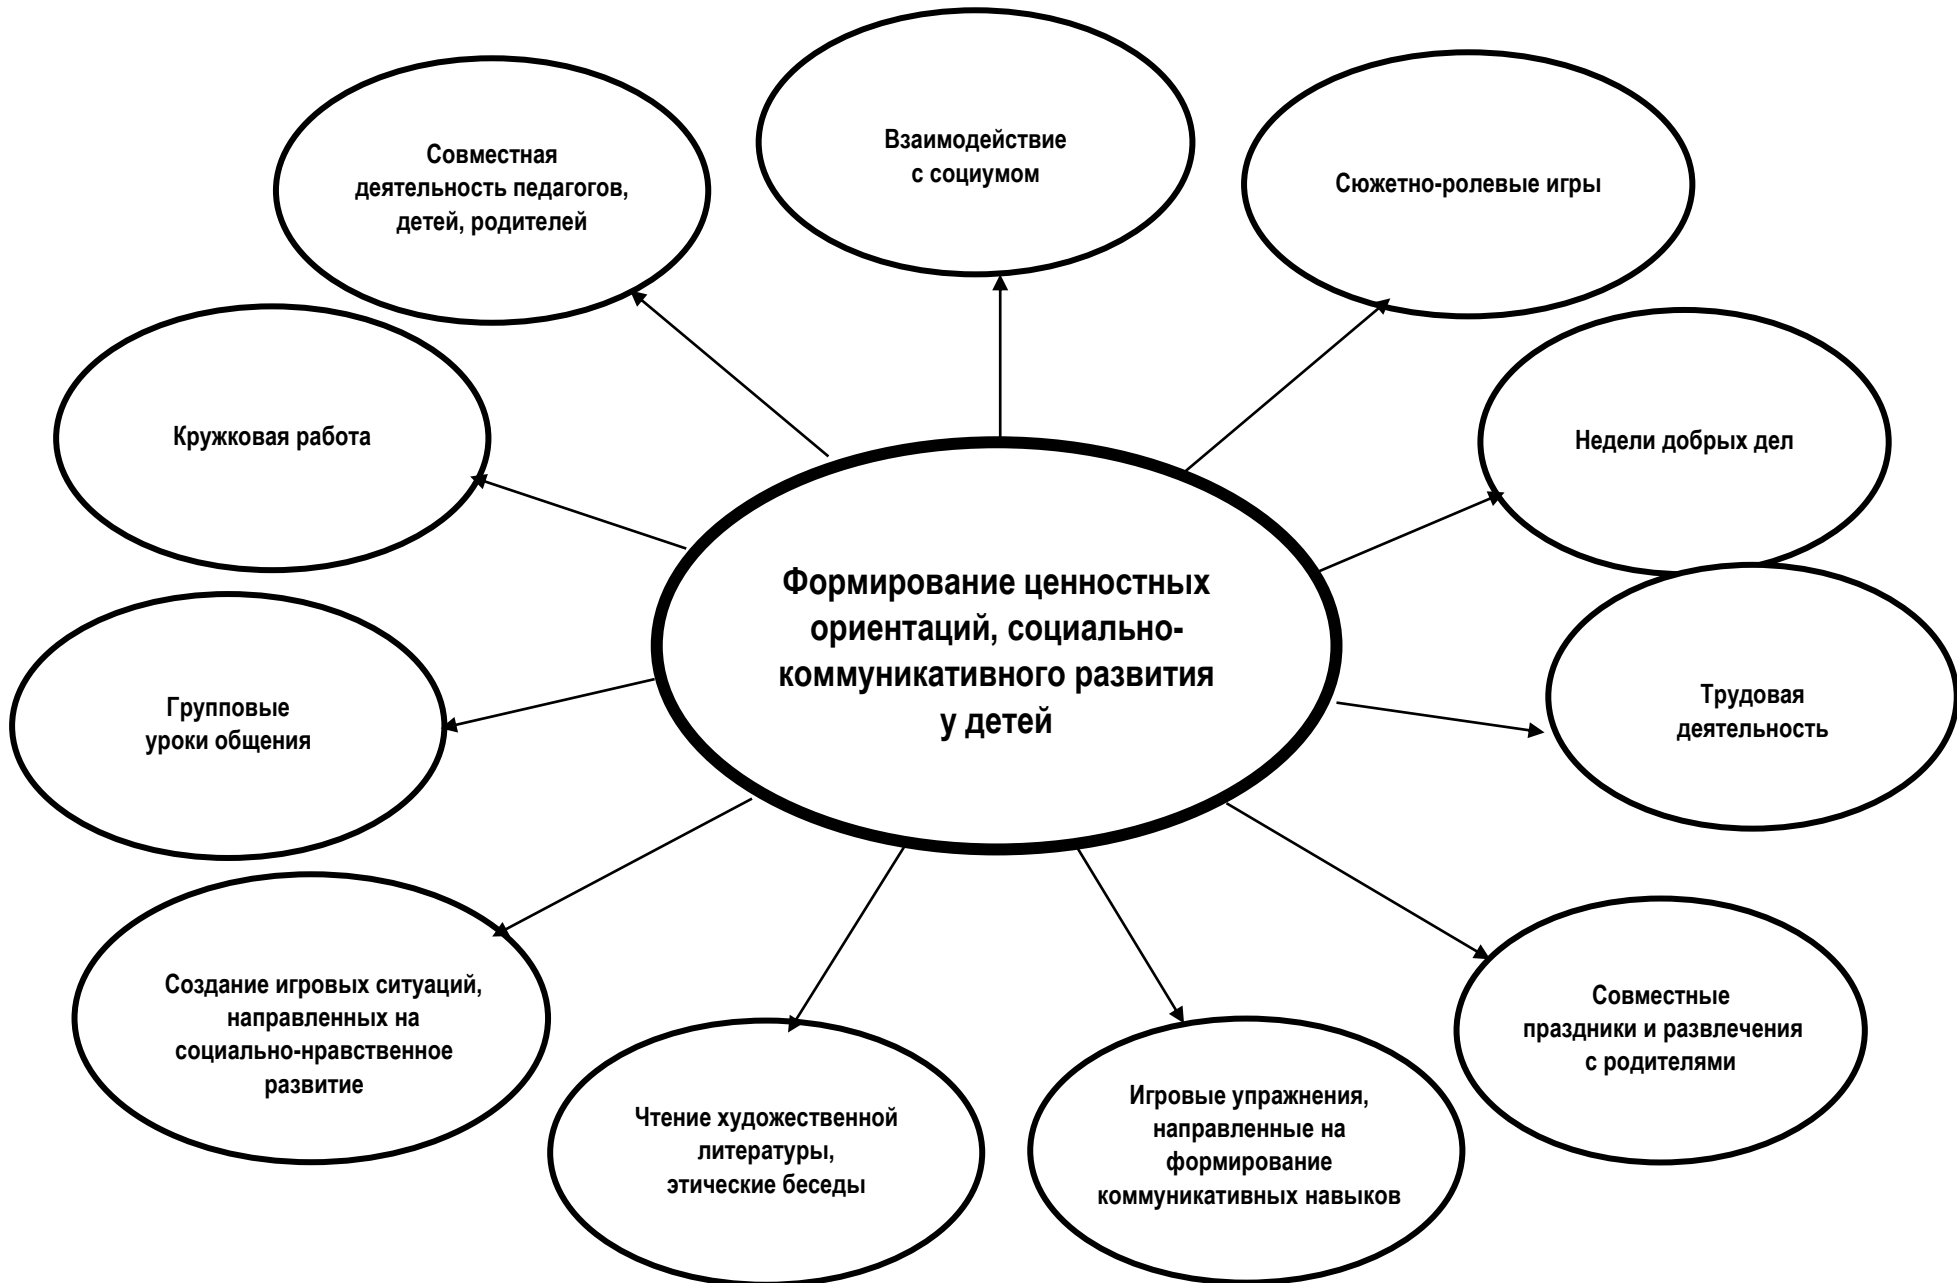 Взаимодействие
с социумом
Совместная
деятельность педагогов,
детей, родителей
Сюжетно-ролевые игры
Кружковая работа
Недели добрых дел
Формирование ценностных
ориентаций, социально-
коммуникативного развития
у детей
Групповые
уроки общения
Трудовая
деятельность
Создание игровых ситуаций,
направленных на
социально-нравственное
развитие
Совместные
праздники и развлечения
с родителями
Чтение художественной
литературы,
этические беседы
Игровые упражнения,
направленные на
формирование
коммуникативных навыков